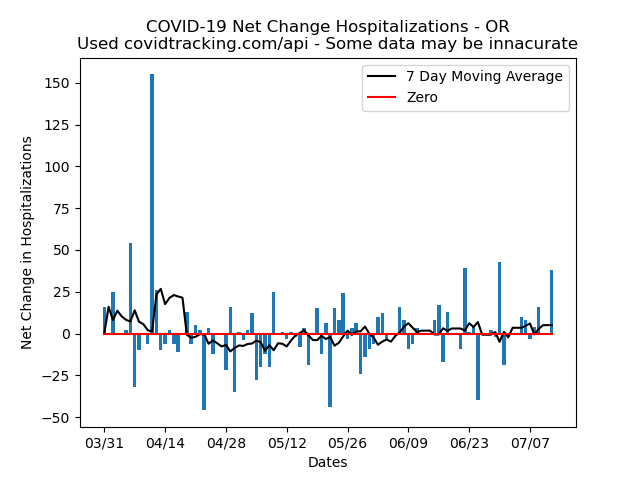 COVID-19 Net Change Hospitalizations - OR
Used covidtracking.com/api - Some data may be innacurate
7 Day Moving Average
Zero
Net Change in Hospitalizations
150
125
100
75
50
25
0
−25
−50
03/31 04/14 04/28 05/12 05/26 06/09 06/23 07/07
Dates